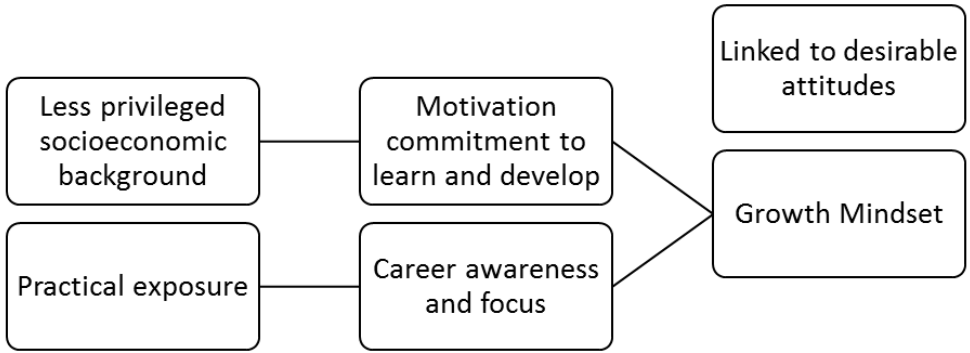 Less privileged
socioeconomic
background
Motivation
commitment to
learn and develop
Linked to desirable
attitudes
Practical exposure
Career awareness
and focus
Growth Mindset